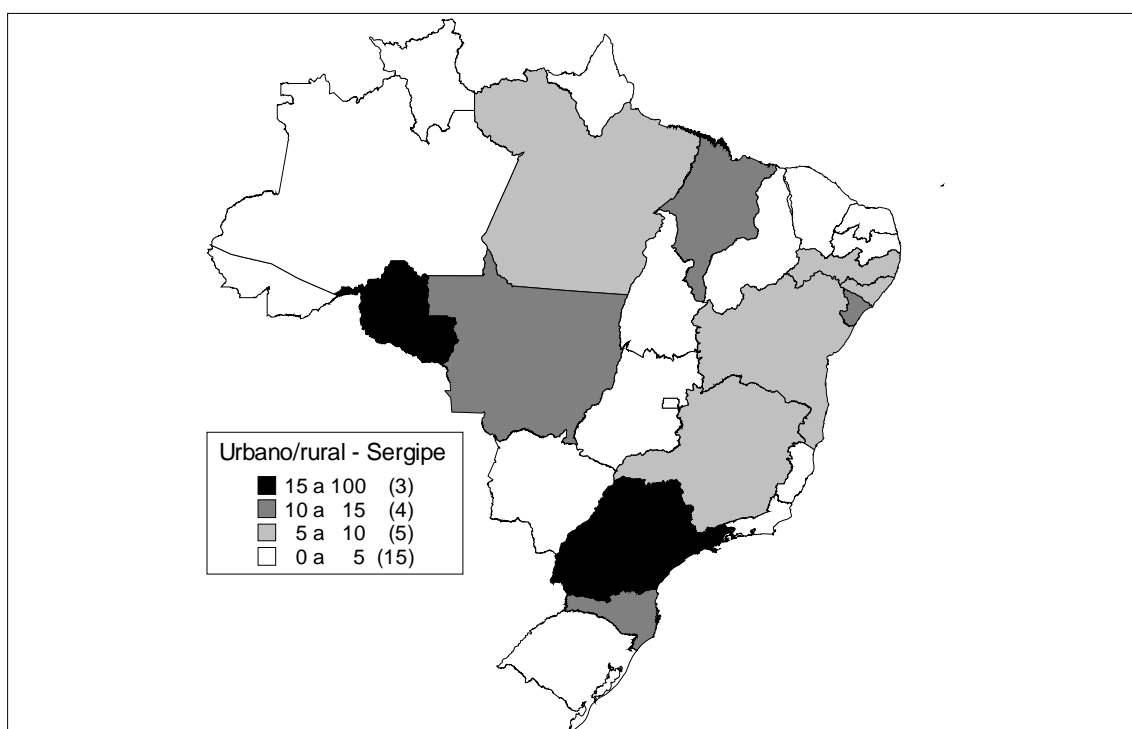 Urbano/rural - Sergipe
15 a 100 (3)
10 a 15 (4)
5 a 10 (5)
0 a 5 (15)